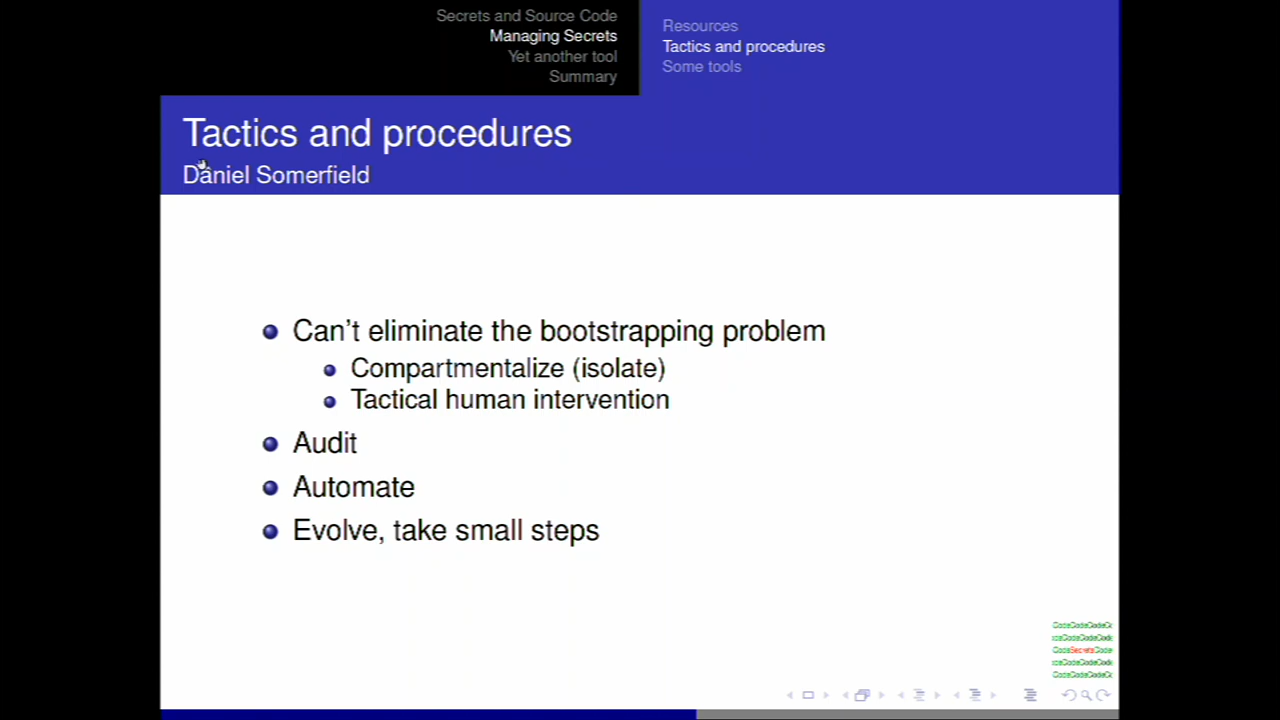 Secrets and Source Code
Managing Secrets
Yet another tool
Summary
Resources
Tactics and procedures
Some tools
Tactics and procedures
Daniel Somerfield
Can't eliminate the bootstrapping problem
Compartmentalize (isolate)
Tactical human intervention
Audit
Automate
Evolve, take small steps
CodeSecretsCode